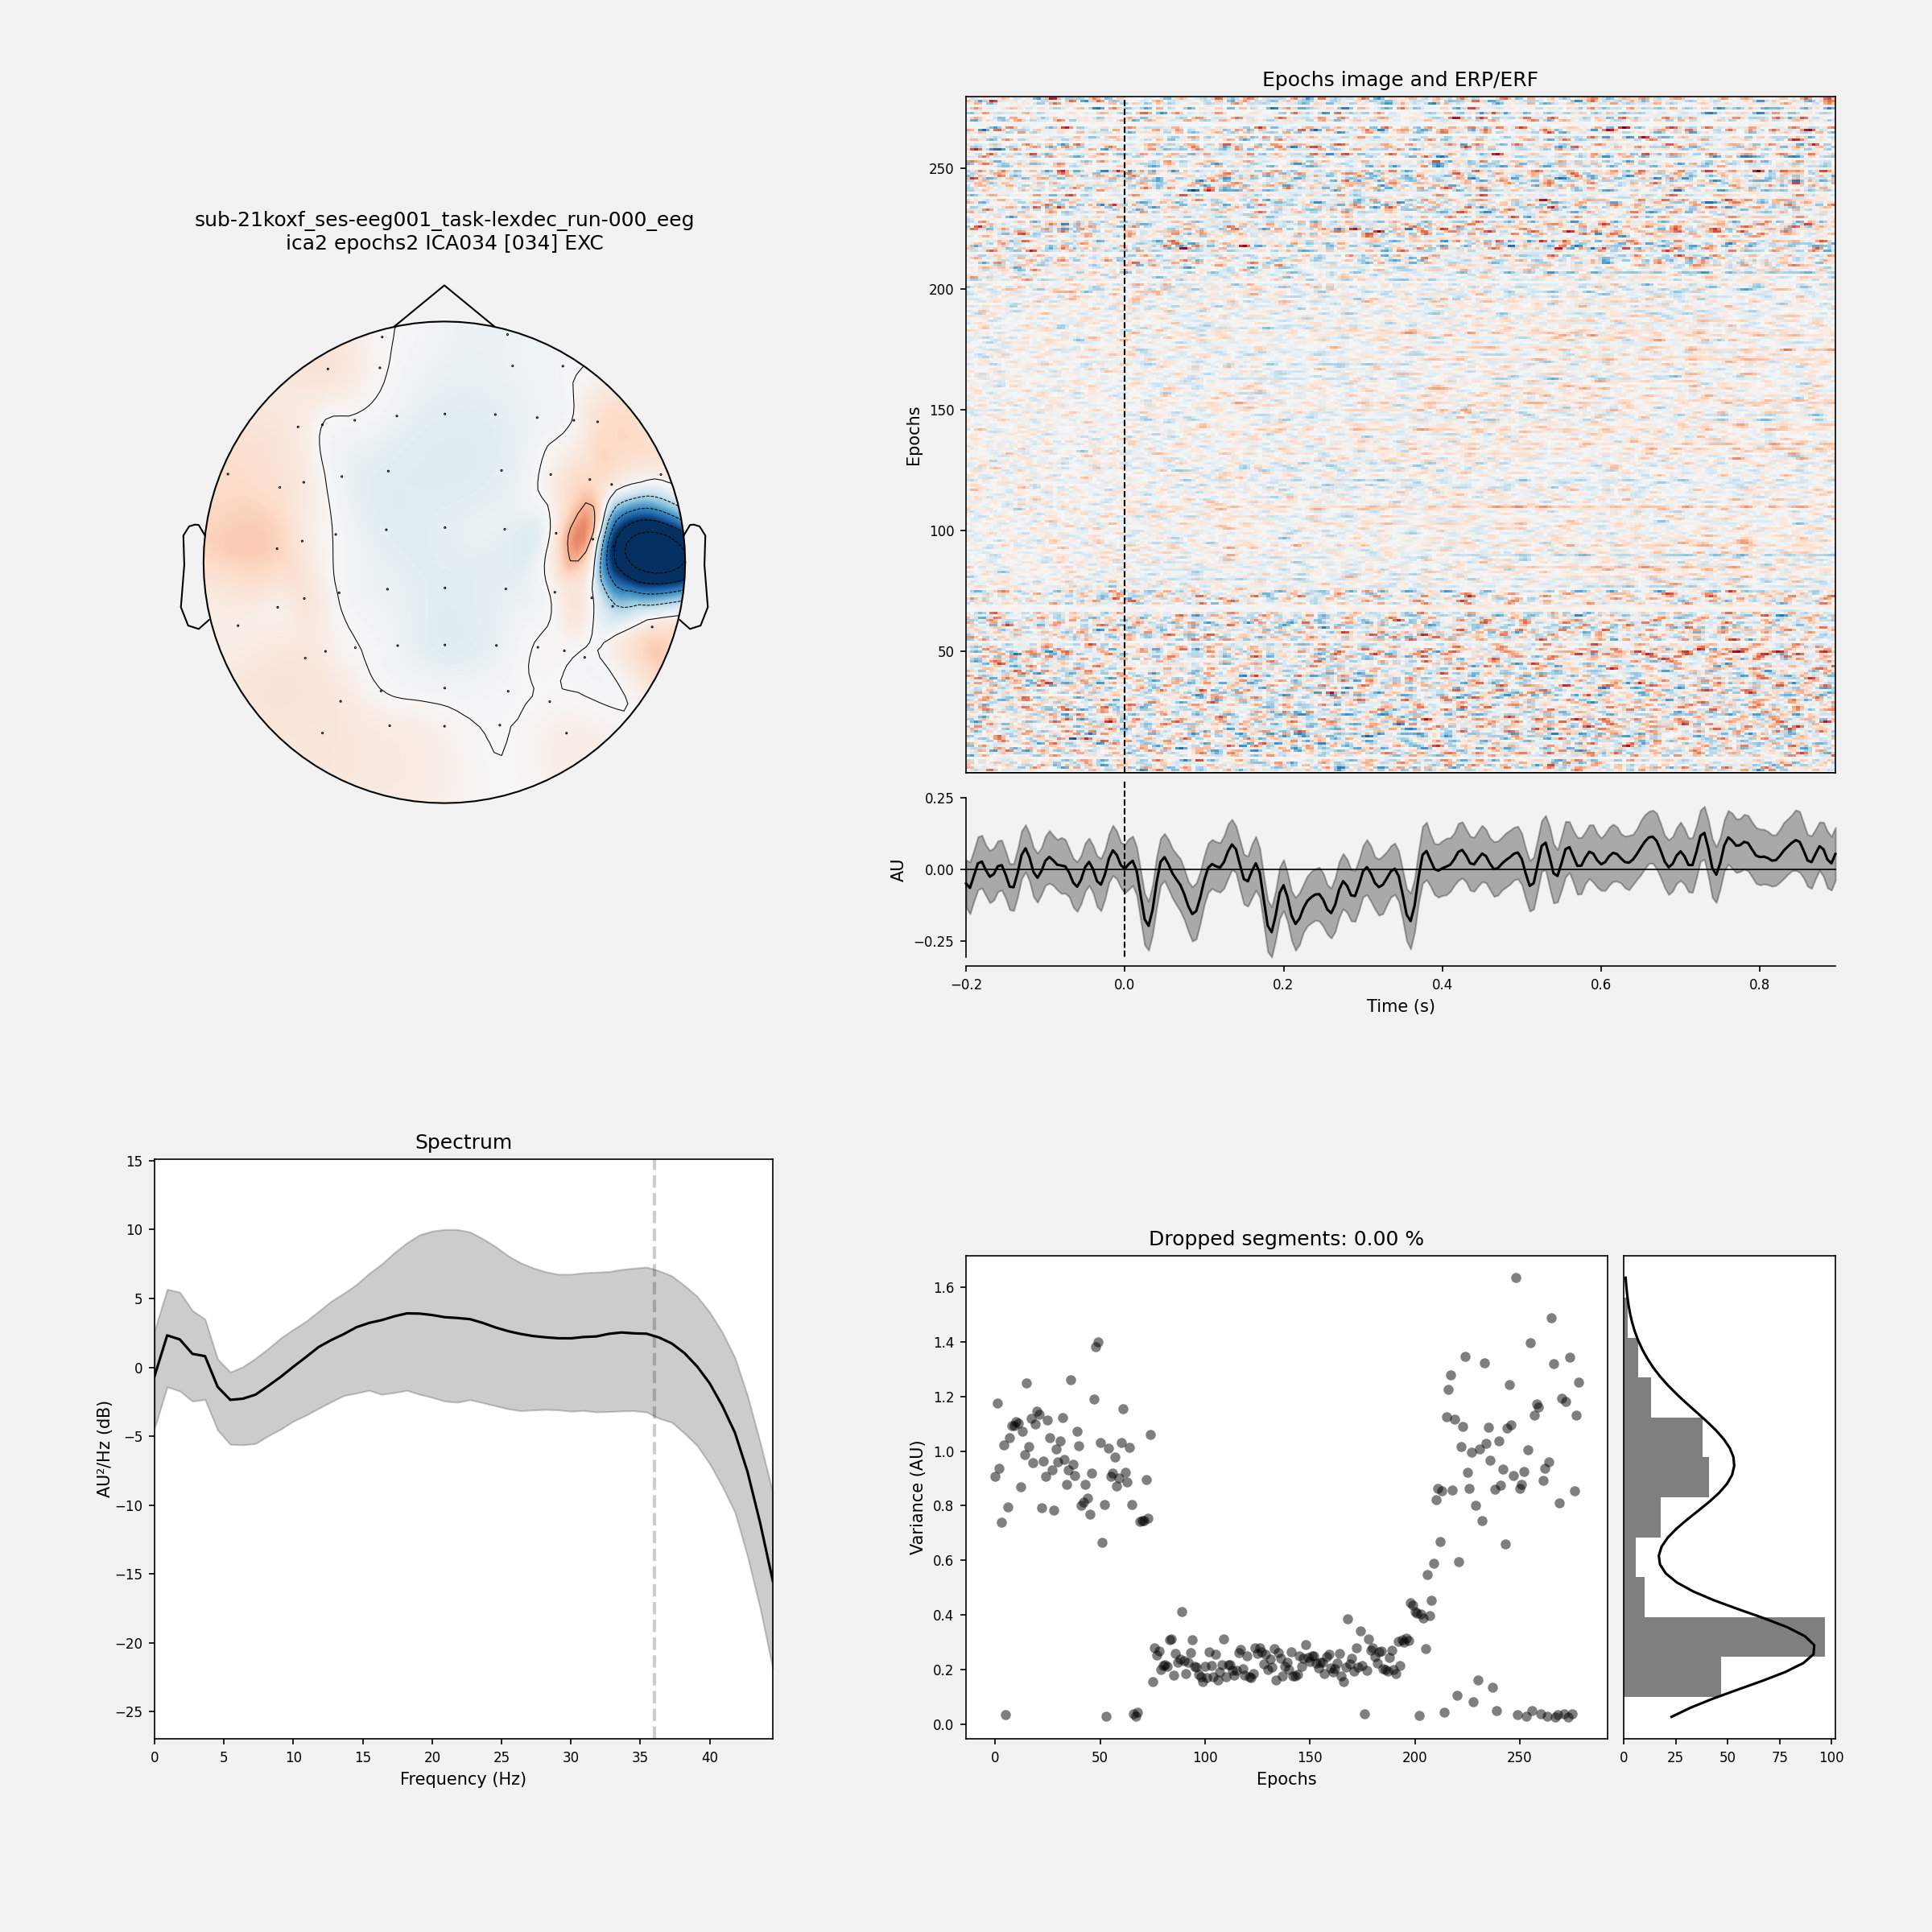 sub-21koxf_ses-eeg001_task-lexdec_run-000_eeg
ica2 epochs2 ICA034 [034] EXC
Epochs image and ERP/ERF
Epochs
250
200
150
100
50
AU
0.25
0.00
−0.25
−0.2 0.0 0.2 0.4 0.6 0.8
Time (s)
Spectrum
AU²/Hz (dB)
15
10
5
0
−5
−10
−15
−20
−25
0 5 10 15 20 25 30 35 40
Frequency (Hz)
Dropped segments: 0.00 %
Variance (AU)
1.6
1.4
1.2
1.0
0.8
0.6
0.4
0.2
0.0
0 50 100 150 200 250
Epochs
0 25 50 75 100